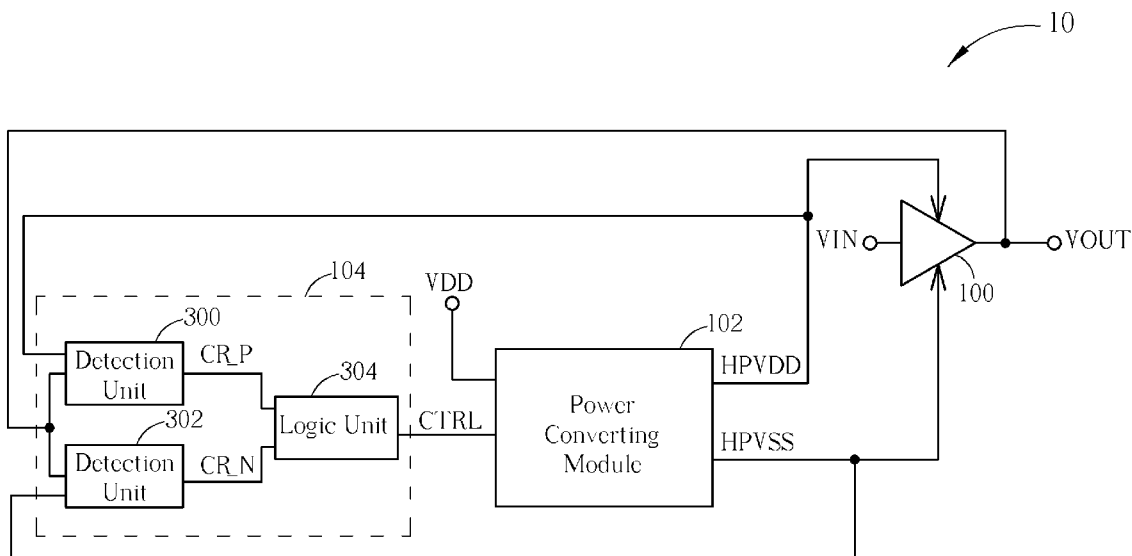 10
VIN
VOUT
100
104
VDD
300
Detection
Unit
CR_P
302
Detection
Unit
CR_N
304
Logic Unit
CTRL
102
Power
Converting
Module
HPVDD
HPVSS